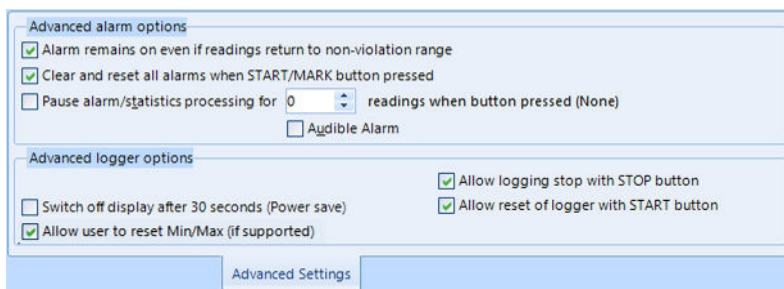 Advanced alarm options
Alarm remains on even if readings return to non-violation range
Clear and reset all alarms when START/MARK button pressed
Pause alarm/statistics processing for 0 readings when button pressed (None)
Audible Alarm
Advanced logger options
Allow logging stop with STOP button
Switch off display after 30 seconds (Power save)
Allow reset of logger with START button
Allow user to reset Min/Max (if supported)
Advanced Settings